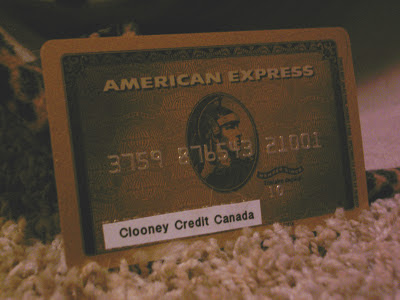 AMERICAN EXPRESS
3759 876543 21001
Clooney Credit Canada